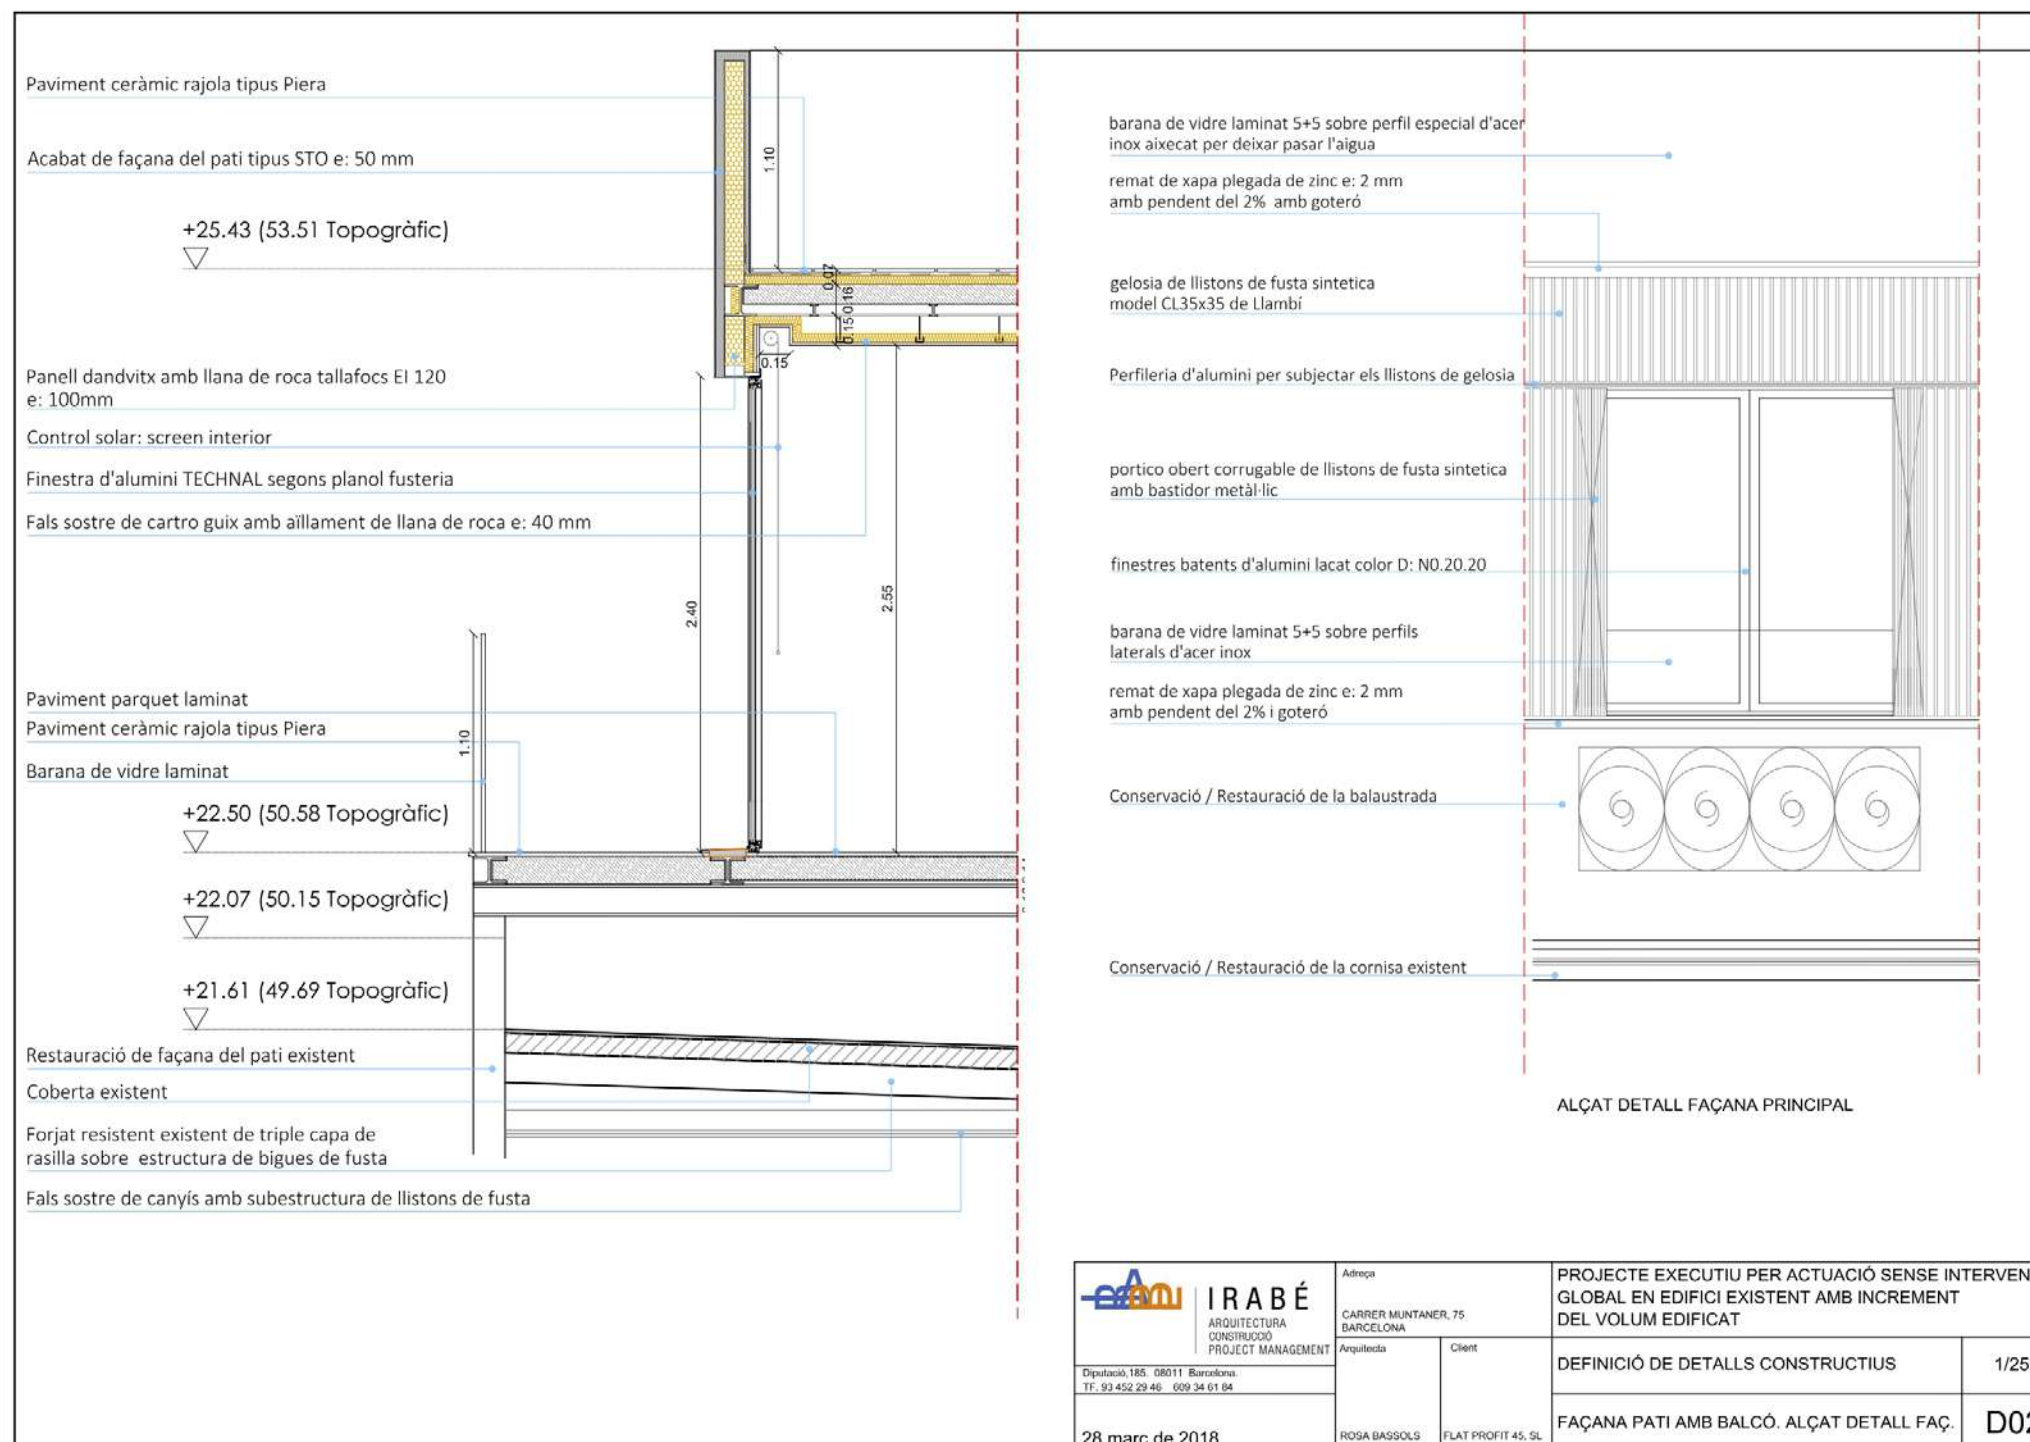 Paviment ceràmic rajola tipus Piera
Acabat de façana del pati tipus STO e: 50 mm
+25.43 (53.51 Topogràfic)
Panell dandvitx amb llana de roca tallafocs EI 120
e: 100mm
Control solar: screen interior
Finestra d'alumini TECHNAL segons planol fusteria
Fals sostre de cartro guix amb aïllament de llana de roca e: 40 mm
Paviment parquet laminat
Paviment ceràmic rajola tipus Piera
Barana de vidre laminat
+22.50 (50.58 Topogràfic)
+22.07 (50.15 Topogràfic)
+21.61 (49.69 Topogràfic)
Restauració de façana del pati existent
Coberta existent
Forjat resistent existent de triple capa de
rasilla sobre estructura de bigues de fusta
Fals sostre de canyís amb subestructura de llistons de fusta
1.10
0.07
0.16
0.15
0.15
2.40
2.55
1.10
barana de vidre laminat 5+5 sobre perfil especial d'acer
inox aixecat per deixar pasar l'aigua
remat de xapa plegada de zinc e: 2 mm
amb pendent del 2% amb goteró
gelosia de llistons de fusta sintetica
model CL35x35 de Llambí
Perfileria d'alumini per subjectar els llistons de gelosia
portico obert corrugable de llistons de fusta sintetica
amb bastidor metàl·lic
finestres batents d'alumini lacat color D: N0.20.20
barana de vidre laminat 5+5 sobre perfils
laterals d'acer inox
remat de xapa plegada de zinc e: 2 mm
amb pendent del 2% i goteró
Conservació / Restauració de la balaustrada
Conservació / Restauració de la cornisa existent
ALÇAT DETALL FAÇANA PRINCIPAL
IRABÉ
ARQUITECTURA
CONSTRUCCIÓ
PROJECT MANAGEMENT
Diputació,185. 08011 Barcelona.
TF. 93 452 29 46 609 34 61 84
28 març de 2018
Adreça
CARRER MUNTANER, 75
BARCELONA
Arquitecta
ROSA BASSOLS
Client
FLAT PROFIT 45, SL
PROJECTE EXECUTIU PER ACTUACIÓ SENSE INTERVEN
GLOBAL EN EDIFICI EXISTENT AMB INCREMENT
DEL VOLUM EDIFICAT
DEFINICIÓ DE DETALLS CONSTRUCTIUS
1/25
FAÇANA PATI AMB BALCÓ. ALÇAT DETALL FAÇ.
D02